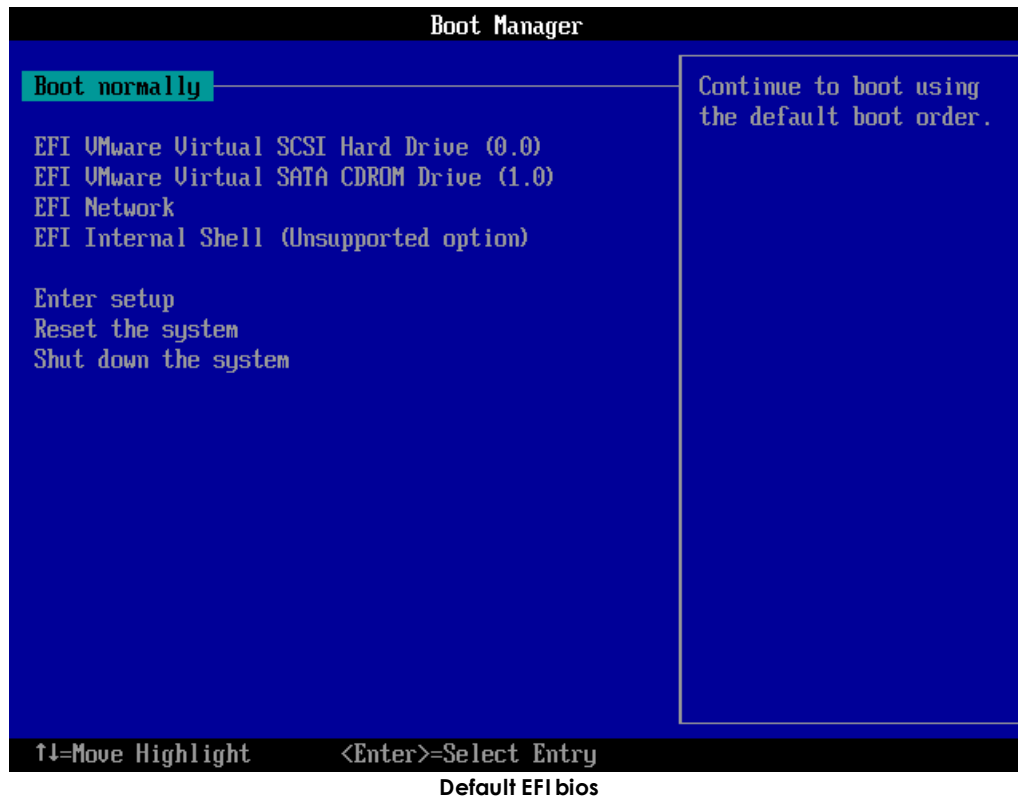 Boot Manager
Boot normally
Continue to boot using
the default boot order.
EFI VMware Virtual SCSI Hard Drive (0.0)
EFI VMware Virtual SATA CDROM Drive (1.0)
EFI Network
EFI Internal Shell (Unsupported option)
Enter setup
Reset the system
Shut down the system
↑↓=Move Highlight <Enter>=Select Entry
Default EFI bios